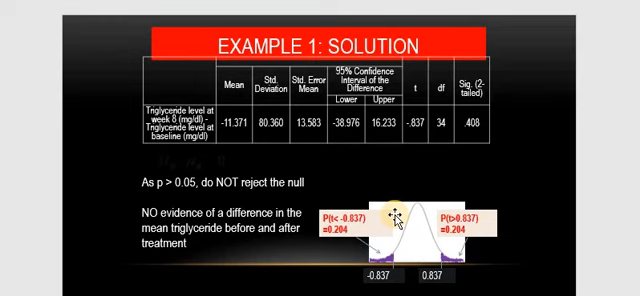 EXAMPLE 1: SOLUTION
Mean
Std. Deviation
Std. Error Mean
95% Confidence Interval of the Difference
Lower
Upper
t
df
Sig. (2-tailed)
Triglyceride level at
week 8 (mg/dl) -
Triglyceride level at
baseline (mg/dl)
-11.371 80.360 13.583 -38.976 16.233 -.837 34 .408
As p > 0.05, do NOT reject the null
NO evidence of a difference in the
mean triglyceride before and after
treatment
P(t< -0.837)
=0.204
P(t>0.837)
=0.204
-0.837 0.837